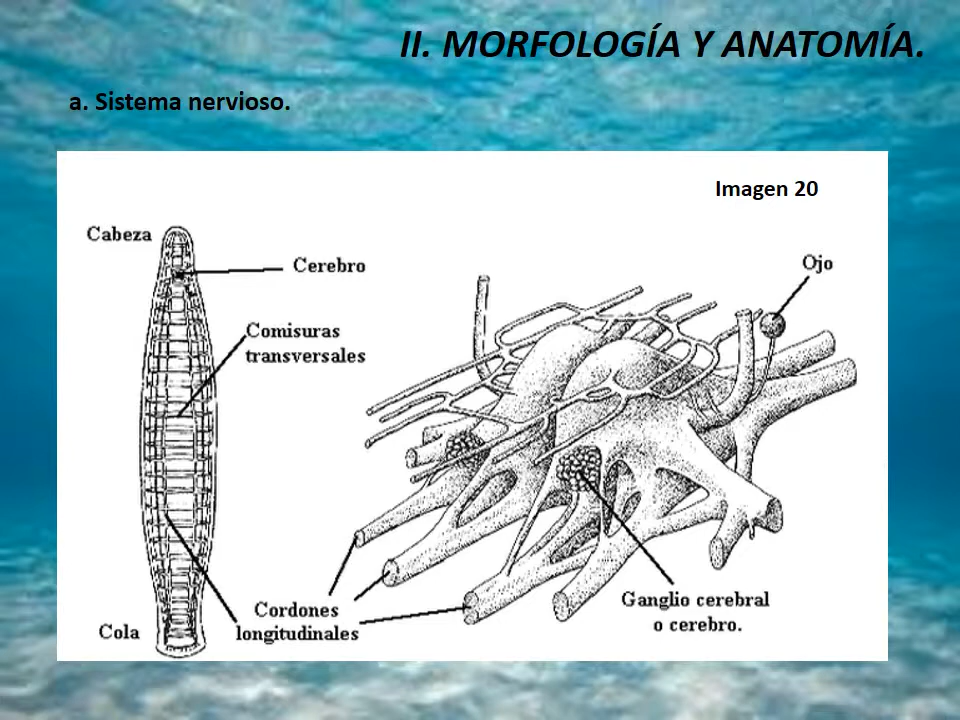 II. MORFOLOGÍA Y ANATOMÍA.
a. Sistema nervioso.
Imagen 20
Cabeza
Cerebro
Ojo
Comisuras
transversales
Cordones
longitudinales
Cola
Ganglio cerebral
o cerebro.